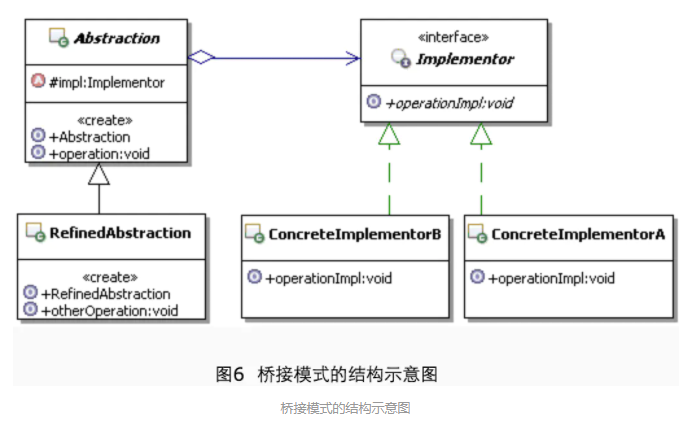 Abstraction
#impl:Implementor
«create»
+Abstraction
+operation:void
«interface»
Implementor
+operationImpl:void
RefinedAbstraction
«create»
+RefinedAbstraction
+otherOperation:void
ConcreteImplementorB
+operationImpl:void
ConcreteImplementorA
+operationImpl:void
图6 桥接模式的结构示意图
桥接模式的结构示意图